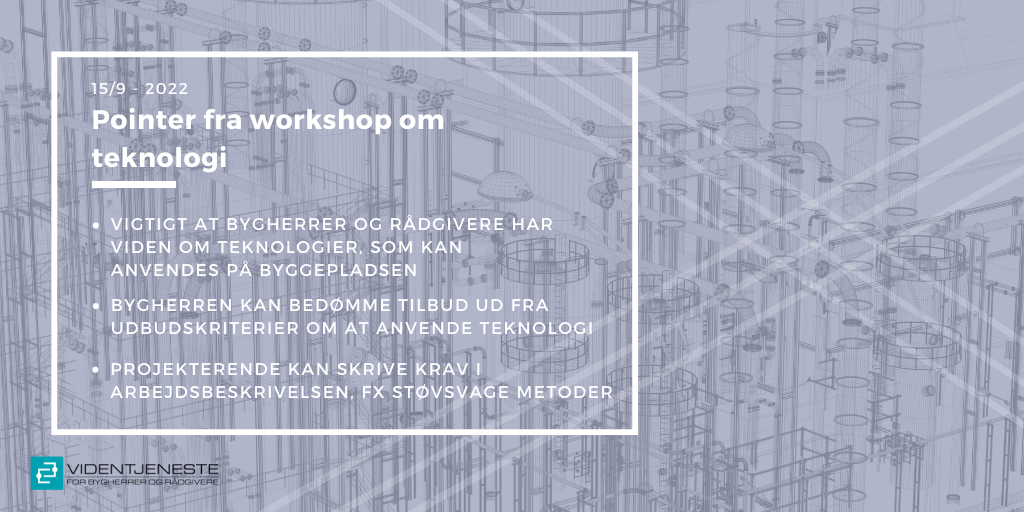 15/9 - 2022
Pointer fra workshop om
teknologi
• VIGTIGT AT BYGHERRER OG RÅDGIVERE HAR
VIDEN OM TEKNOLOGIER, SOM KAN
ANVENDES PÅ BYGGEPLADSEN
• BYGHERREN KAN BEDØMME TILBUD UD FRA
UDBUDSKRITERIER OM AT ANVENDE TEKNOLOGI
• PROJEKTERENDE KAN SKRIVE KRAV I
ARBEJDSBESKRIVELSEN, FX STØVSVAGE METODER
VIDENTJENESTE
FOR BYGHERRER OG RÅDGIVERE